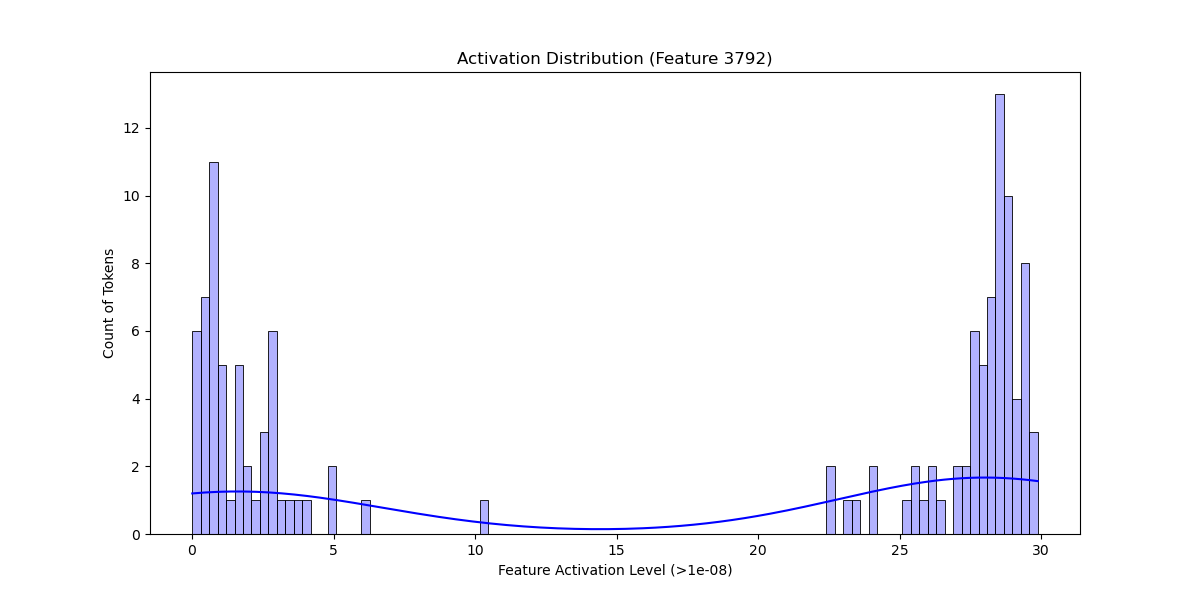 Activation Distribution (Feature 3792)
Count of Tokens
12
10
8
6
4
2
0
0 5 10 15 20 25 30
Feature Activation Level (>1e-08)